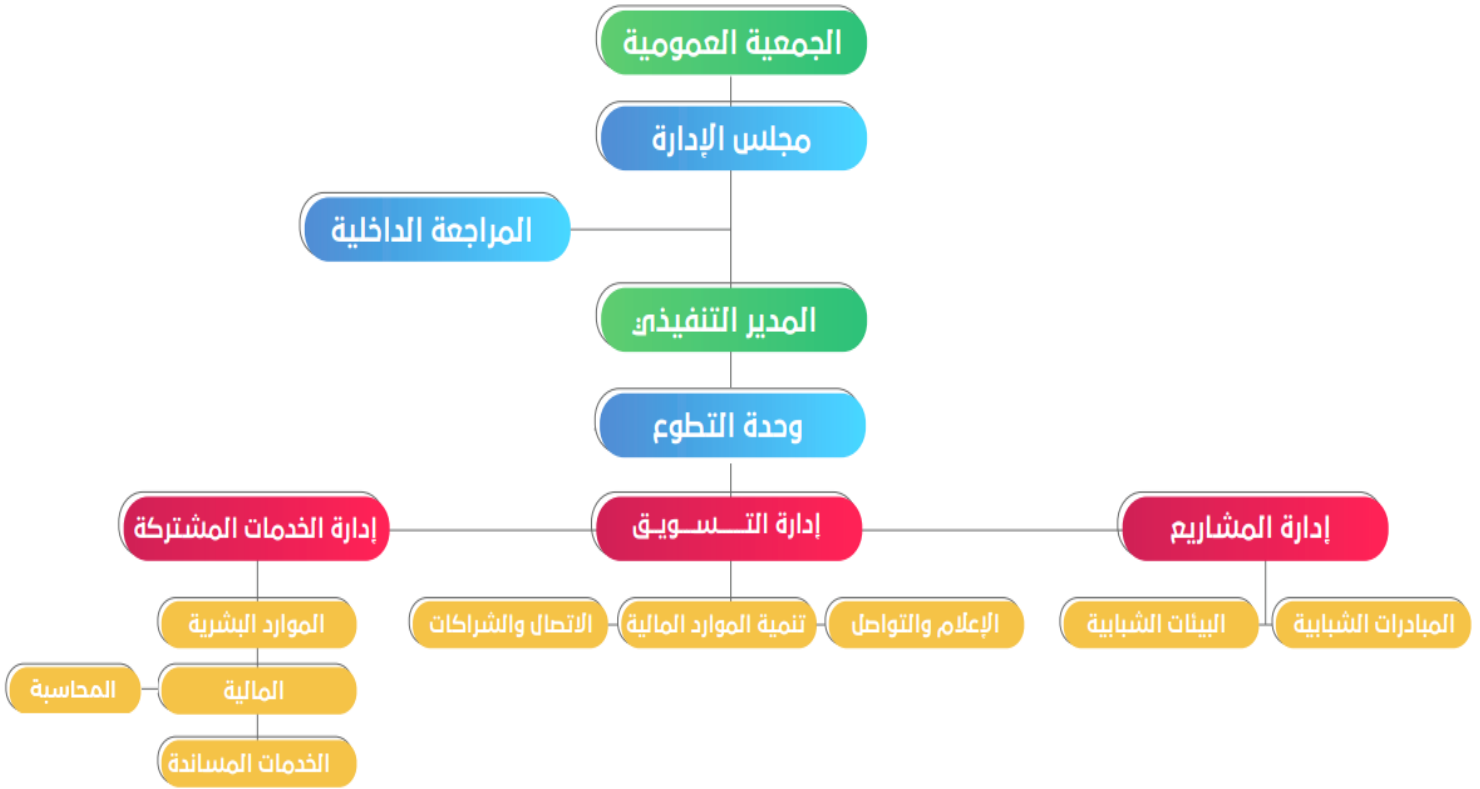 الجمعية العمومية
مجلس الإدارة
المراجعة الداخلية
المدير التنفيذي
وحدة التطوع
إدارة المشاريع
إدارة التـــســـويــق
إدارة الخدمات المشتركة
المبادرات الشبابية
البيئات الشبابية
الإعلام والتواصل
تنمية الموارد المالية
الاتصال والشراكات
الموارد البشرية
المالية
المحاسبة
الخدمات المساندة